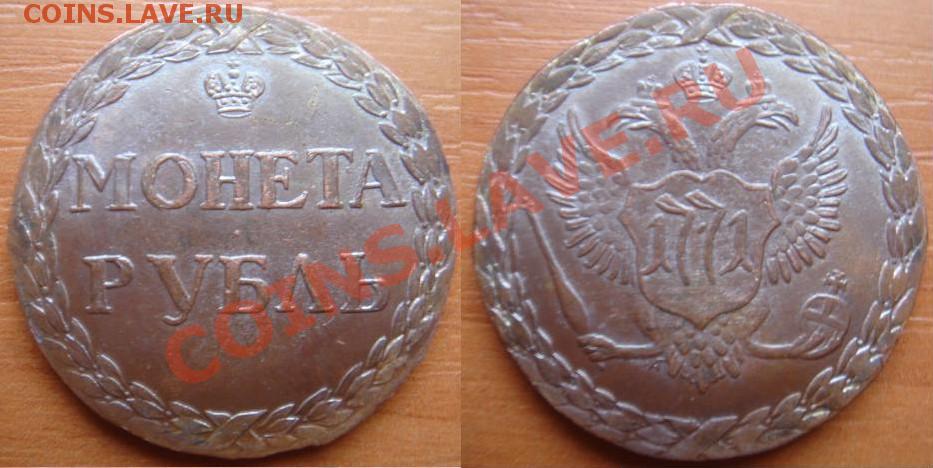 COINS.LAVE.RU
МОНЕТА
РУБЛЬ
1771
COINS.LAVE.RU